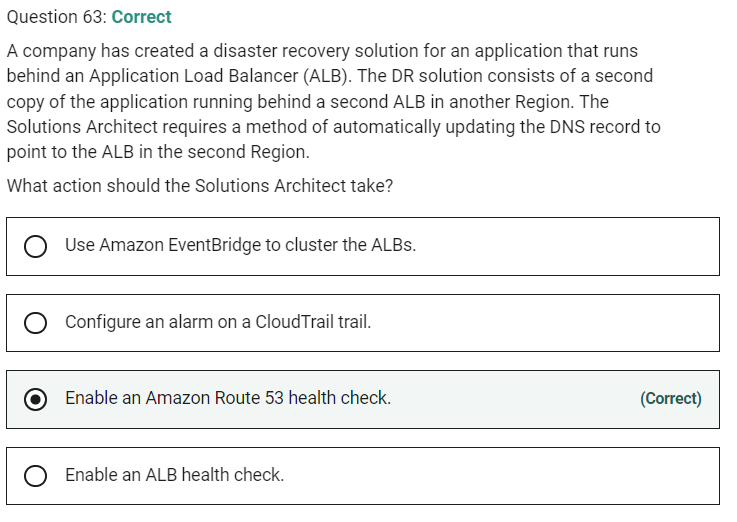 Question 63: Correct
A company has created a disaster recovery solution for an application that runs
behind an Application Load Balancer (ALB). The DR solution consists of a second
copy of the application running behind a second ALB in another Region. The
Solutions Architect requires a method of automatically updating the DNS record to
point to the ALB in the second Region.
What action should the Solutions Architect take?
Use Amazon EventBridge to cluster the ALBs.
Configure an alarm on a CloudTrail trail.
Enable an Amazon Route 53 health check. (Correct)
Enable an ALB health check.